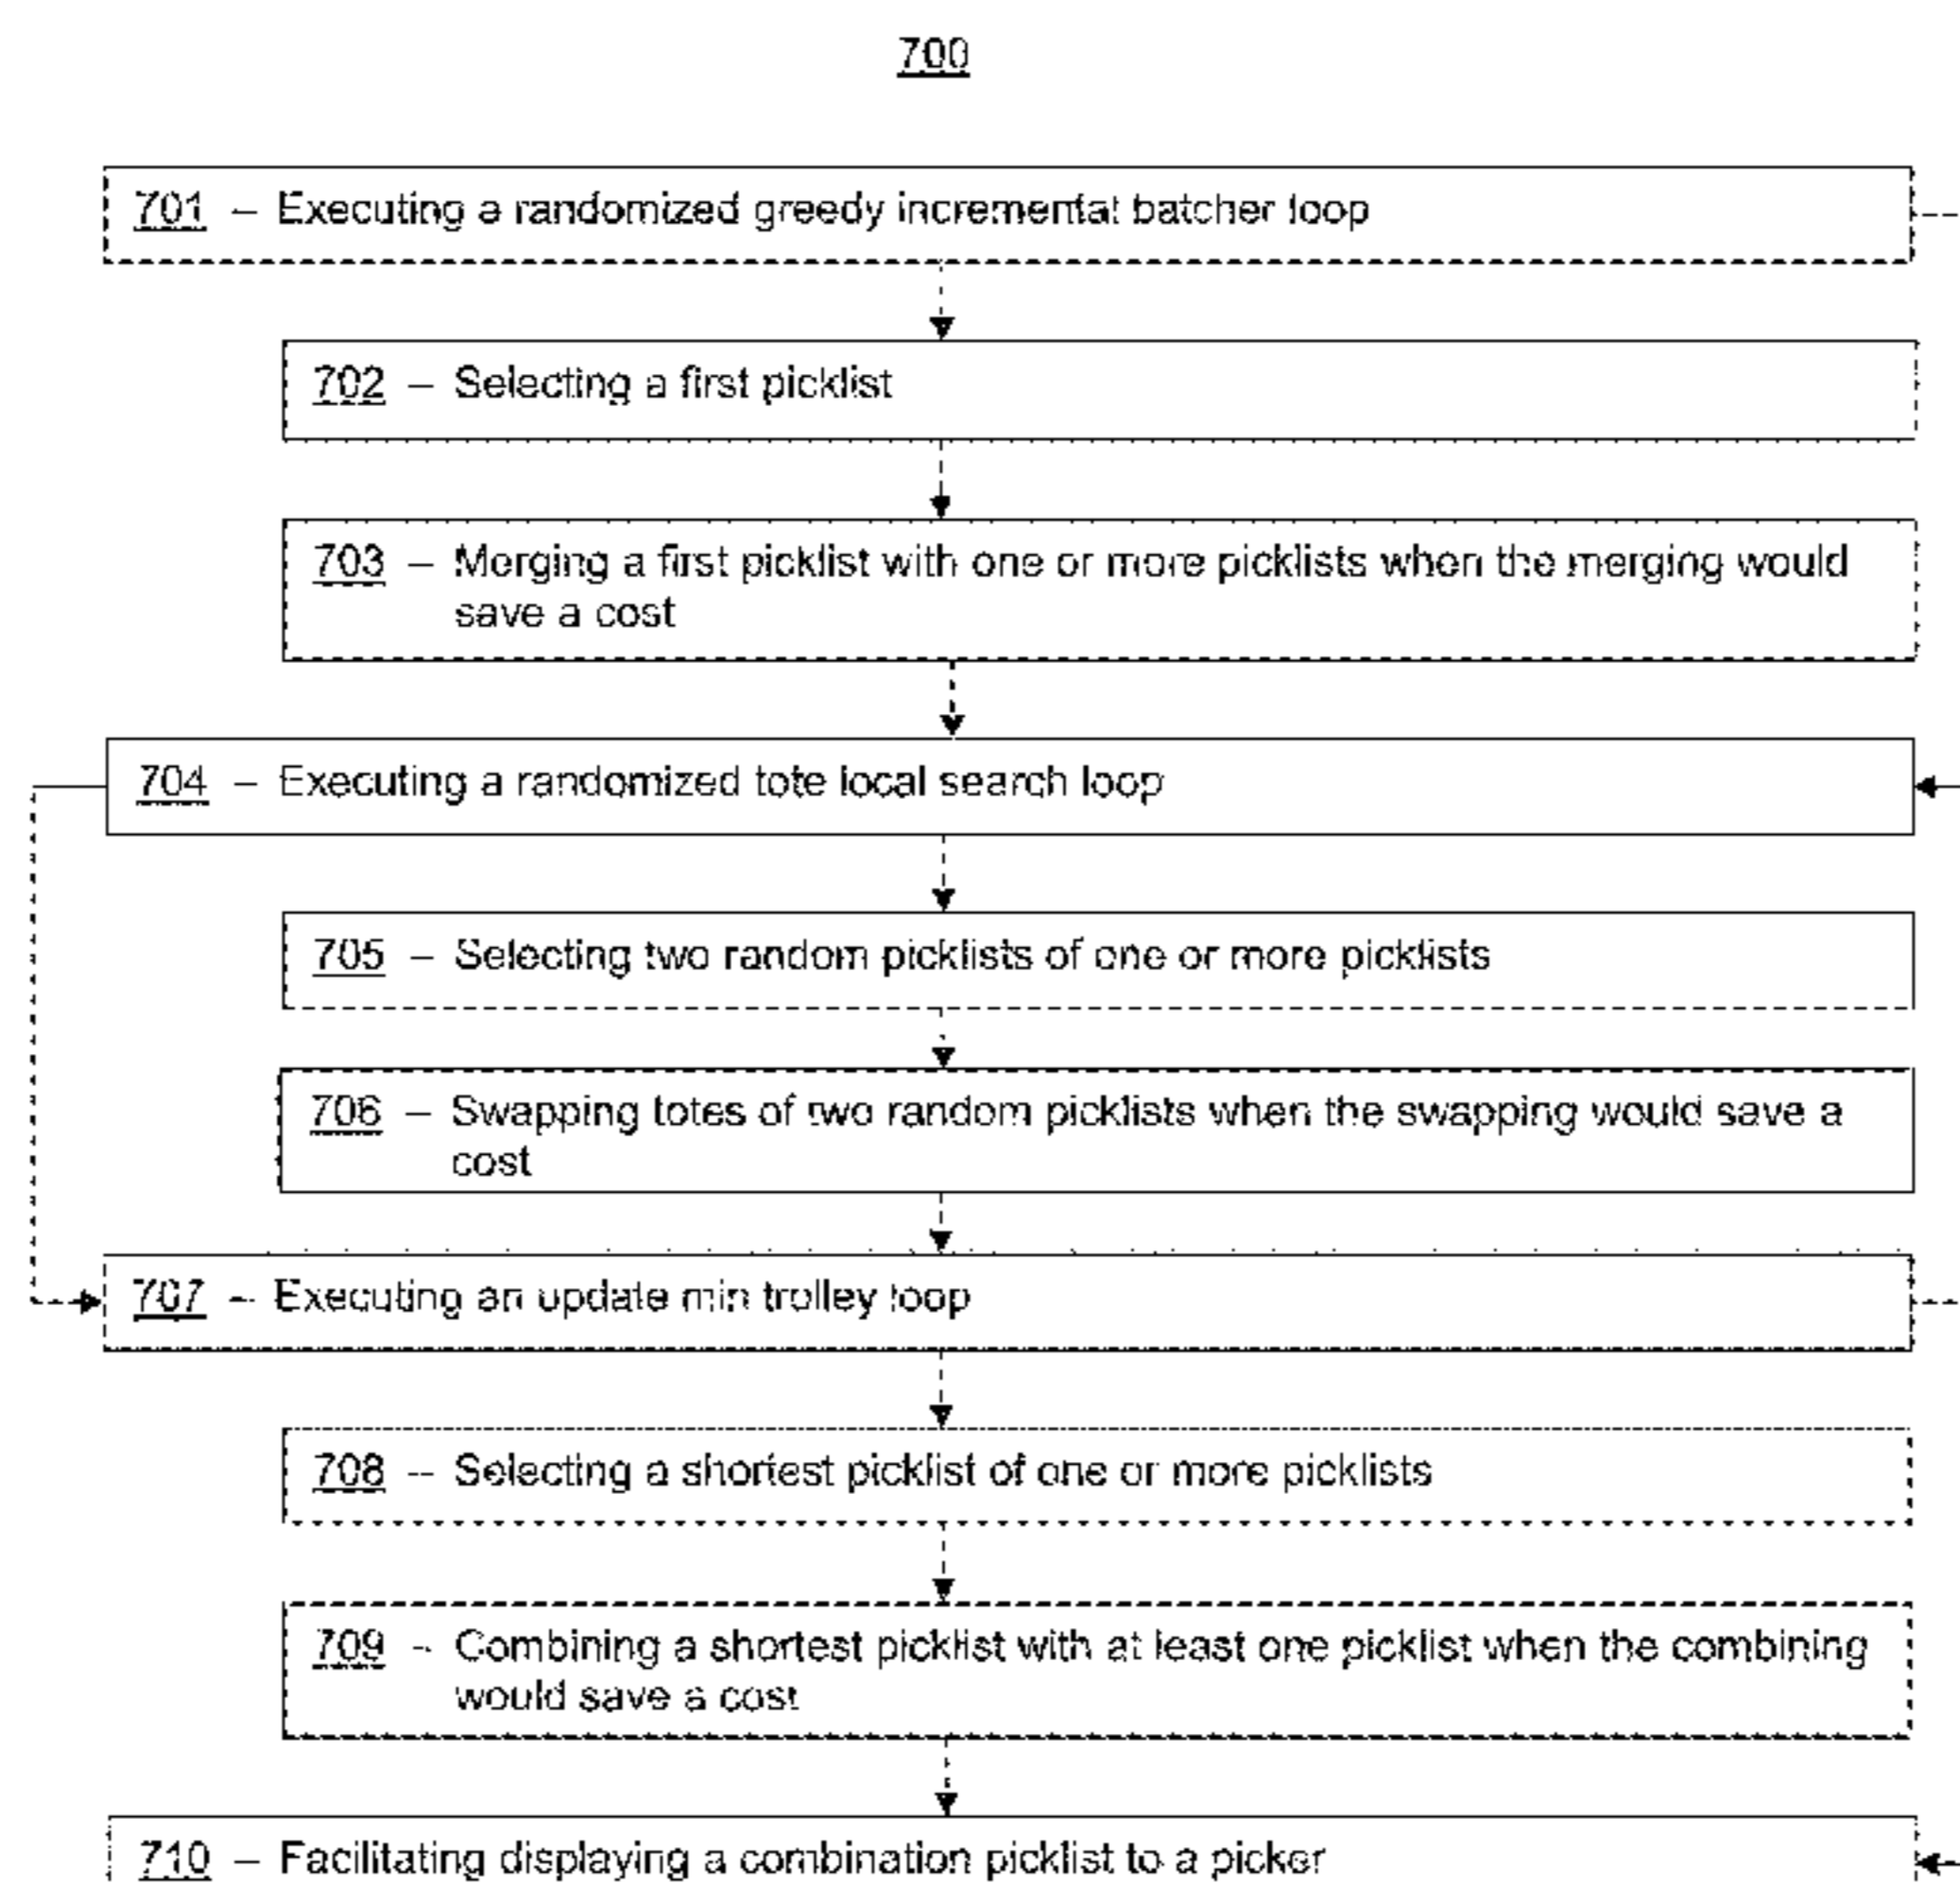 700
701 – Executing a randomized greedy incremental batcher loop
702 – Selecting a first picklist
703 – Merging a first picklist with one or more picklists when the merging would
save a cost
704 – Executing a randomized tote local search loop
705 – Selecting two random picklists of one or more picklists
706 – Swapping totes of two random picklists when the swapping would save a
cost
707 – Executing an update min trolley loop
708 – Selecting a shortest picklist of one or more picklists
709 – Combining a shortest picklist with at least one picklist when the combining
would save a cost
710 – Facilitating displaying a combination picklist to a picker